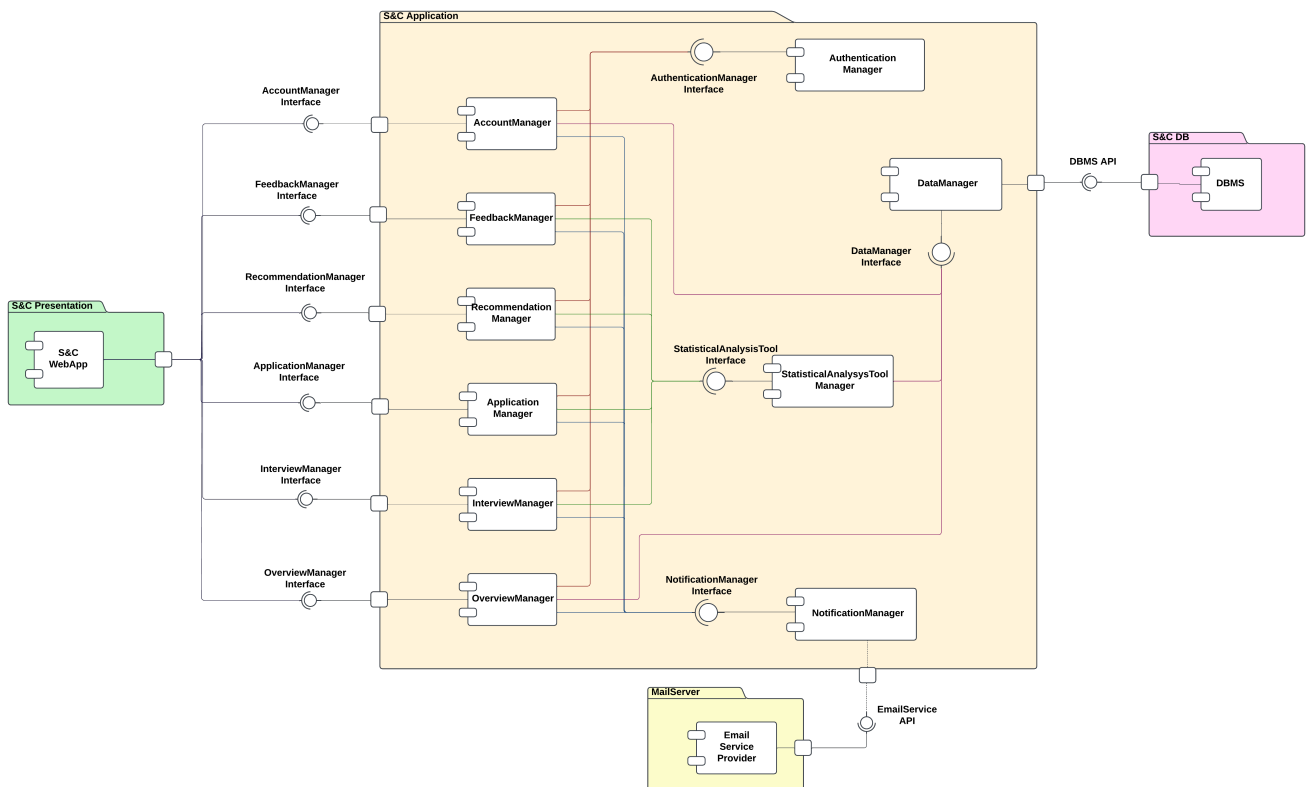 S&C Application
Authentication
Manager
AuthenticationManager
Interface
AccountManager
Interface
AccountManager
S&C DB
DBMS API
DataManager
DBMS
FeedbackManager
Interface
FeedbackManager
DataManager
Interface
RecommendationManager
Interface
Recommendation
Manager
S&C Presentation
S&C
WebApp
StatisticalAnalysisTool
Interface
StatisticalAnalysysTool
Manager
ApplicationManager
Interface
Application
Manager
InterviewManager
Interface
InterviewManager
OverviewManager
Interface
OverviewManager
NotificationManager
Interface
NotificationManager
MailServer
EmailService
API
Email
Service
Provider